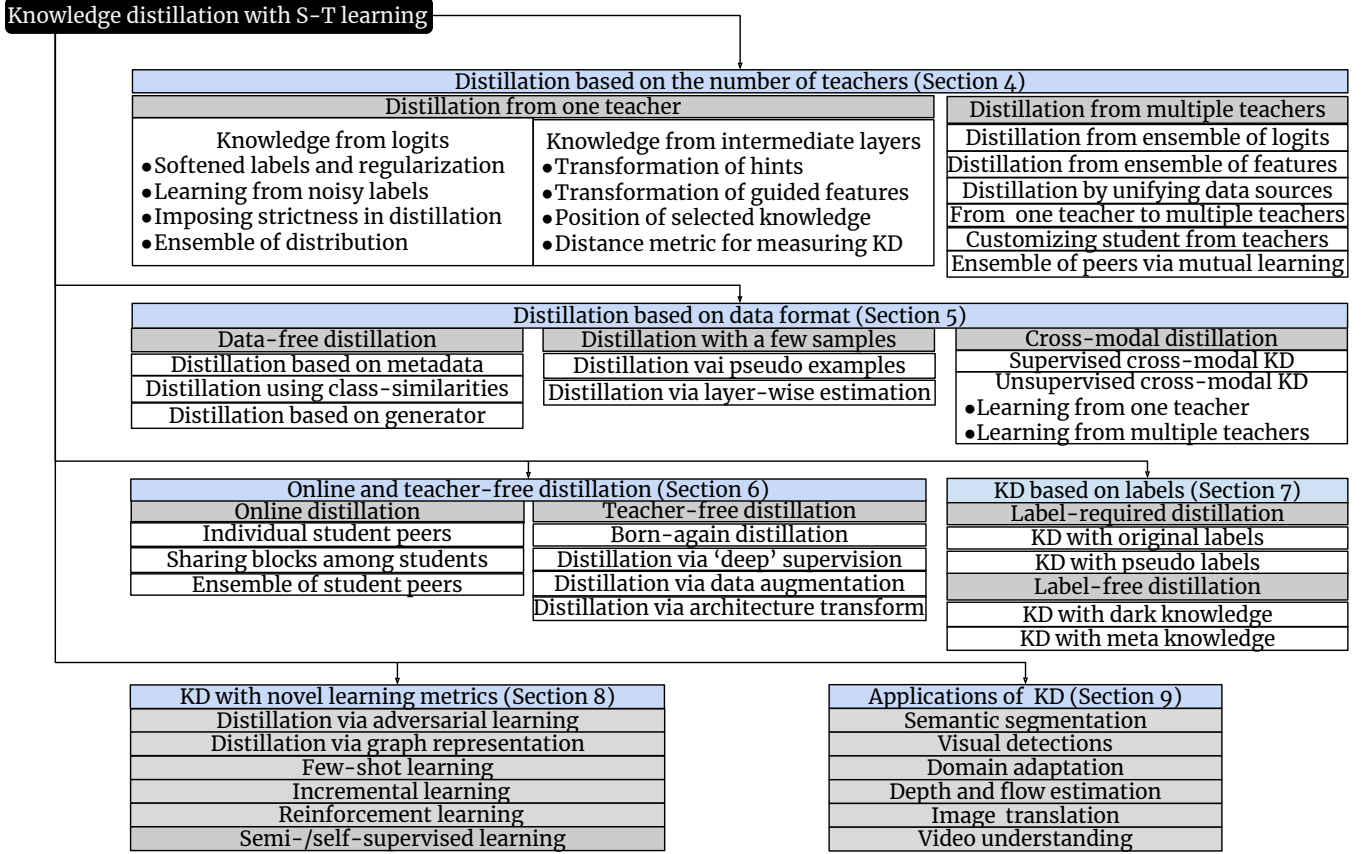 Knowledge distillation with S-T learning
Distillation based on the number of teachers (Section 4)
Distillation from one teacher
Knowledge from logits
●Softened labels and regularization
●Learning from noisy labels
●Imposing strictness in distillation
●Ensemble of distribution
Knowledge from intermediate layers
●Transformation of hints
●Transformation of guided features
●Position of selected knowledge
●Distance metric for measuring KD
Distillation from multiple teachers
Distillation from ensemble of logits
Distillation from ensemble of features
Distillation by unifying data sources
From one teacher to multiple teachers
Customizing student from teachers
Ensemble of peers via mutual learning
Distillation based on data format (Section 5)
Data-free distillation
Distillation based on metadata
Distillation using class-similarities
Distillation based on generator
Distillation with a few samples
Distillation vai pseudo examples
Distillation via layer-wise estimation
Cross-modal distillation
Supervised cross-modal KD
Unsupervised cross-modal KD
●Learning from one teacher
●Learning from multiple teachers
Online and teacher-free distillation (Section 6)
Online distillation
Individual student peers
Sharing blocks among students
Ensemble of student peers
Teacher-free distillation
Born-again distillation
Distillation via ‘deep’ supervision
Distillation via data augmentation
Distillation via architecture transform
KD based on labels (Section 7)
Label-required distillation
KD with original labels
KD with pseudo labels
Label-free distillation
KD with dark knowledge
KD with meta knowledge
KD with novel learning metrics (Section 8)
Distillation via adversarial learning
Distillation via graph representation
Few-shot learning
Incremental learning
Reinforcement learning
Semi-/self-supervised learning
Applications of KD (Section 9)
Semantic segmentation
Visual detections
Domain adaptation
Depth and flow estimation
Image translation
Video understanding